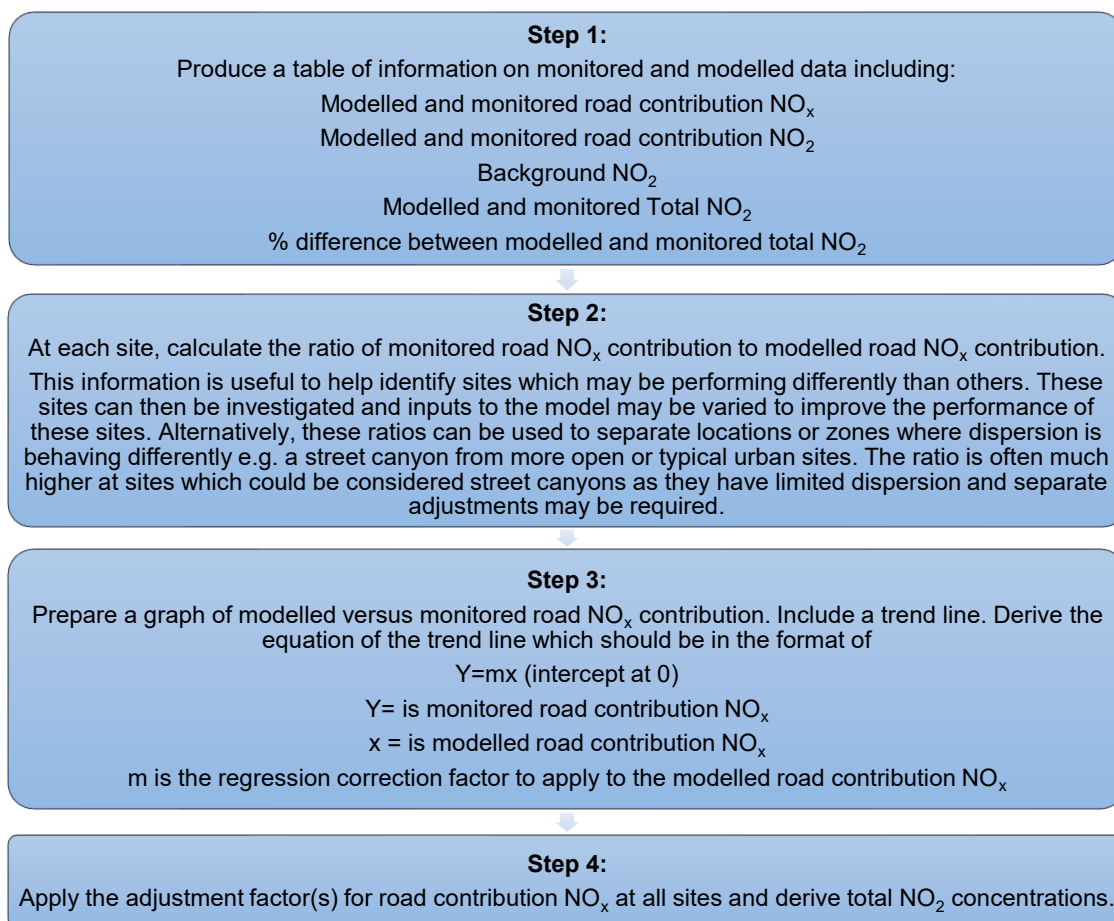 Step 1:
Produce a table of information on monitored and modelled data including:
Modelled and monitored road contribution NOₓ
Modelled and monitored road contribution NO₂
Background NO₂
Modelled and monitored Total NO₂
% difference between modelled and monitored total NO₂
Step 2:
At each site, calculate the ratio of monitored road NOₓ contribution to modelled road NOₓ contribution.
This information is useful to help identify sites which may be performing differently than others. These
sites can then be investigated and inputs to the model may be varied to improve the performance of
these sites. Alternatively, these ratios can be used to separate locations or zones where dispersion is
behaving differently e.g. a street canyon from more open or typical urban sites. The ratio is often much
higher at sites which could be considered street canyons as they have limited dispersion and separate
adjustments may be required.
Step 3:
Prepare a graph of modelled versus monitored road NOₓ contribution. Include a trend line. Derive the
equation of the trend line which should be in the format of
Y=mx (intercept at 0)
Y= is monitored road contribution NOₓ
x = is modelled road contribution NOₓ
m is the regression correction factor to apply to the modelled road contribution NOₓ
Step 4:
Apply the adjustment factor(s) for road contribution NOₓ at all sites and derive total NO₂ concentrations.